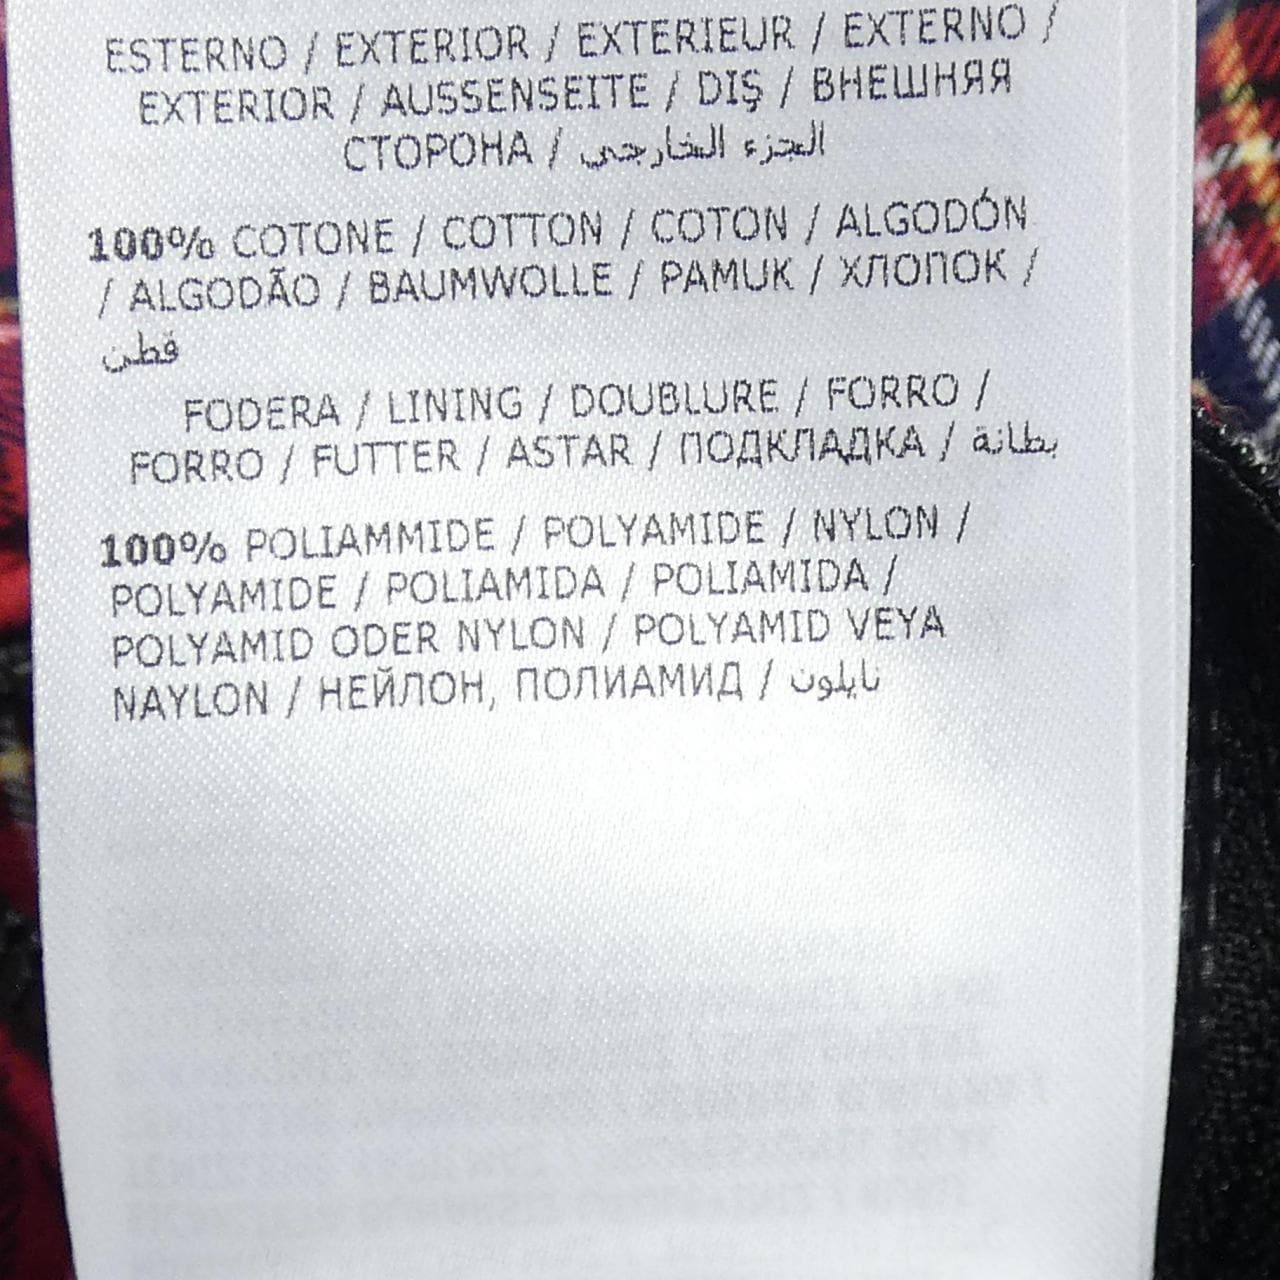 ESTERNO / EXTERIOR / EXTERIEUR / EXTERNO /
EXTERIOR / AUSSENSEITE / DIŞ / ВНЕШНЯЯ
СТОРОНА / الجزء الخارجي
100% COTONE / COTTON / COTON / ALGODÓN
/ ALGODÃO / BAUMWOLLE / PAMUK / ХЛОПОК /
قطن
FODERA / LINING / DOUBLURE / FORRO /
FORRO / FUTTER / ASTAR / ПОДКЛАДКА / بطانة
100% POLIAMMIDE / POLYAMIDE / NYLON /
POLYAMIDE / POLIAMIDA / POLIAMIDA /
POLYAMID ODER NYLON / POLYAMID VEYA
NAYLON / НЕЙЛОН, ПОЛИАМИД / نايلون